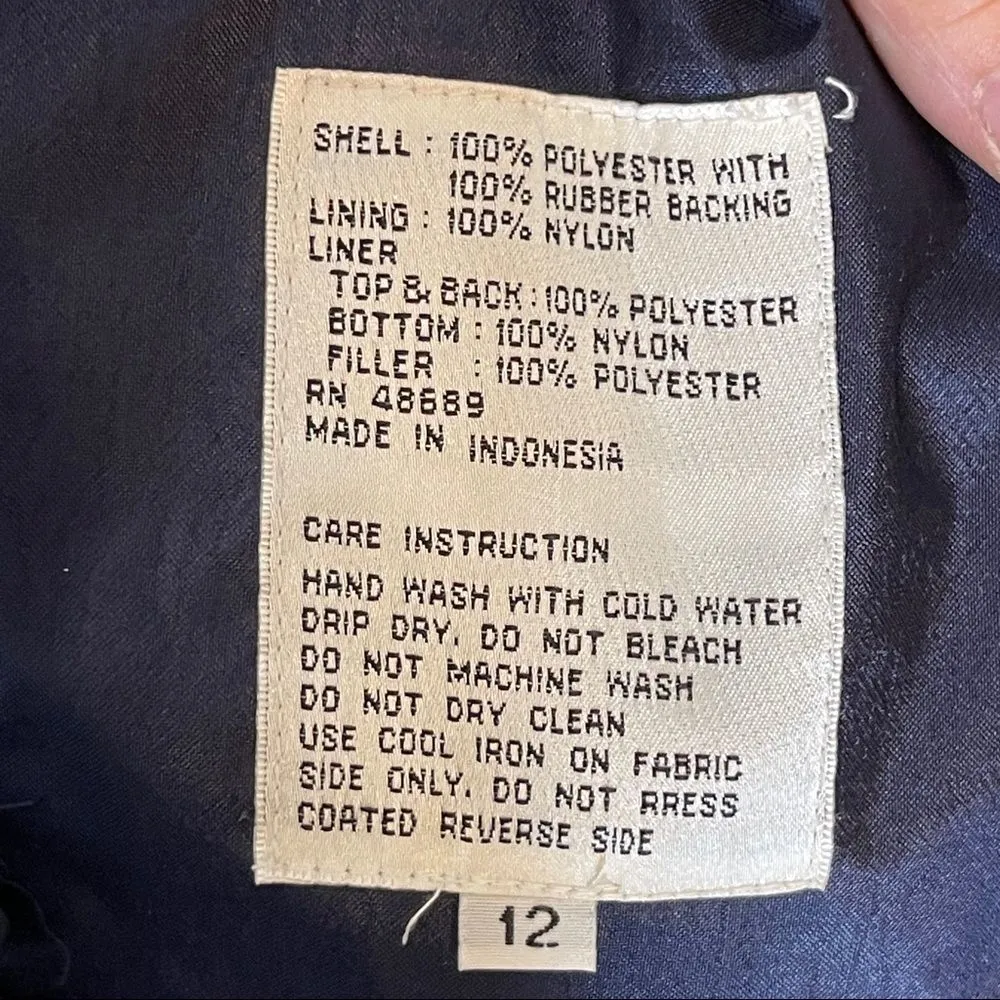 SHELL : 100% POLYESTER WITH
100% RUBBER BACKING
LINING : 100% NYLON
LINER
TOP & BACK : 100% POLYESTER
BOTTOM : 100% NYLON
FILLER : 100% POLYESTER
RN 48689
MADE IN INDONESIA
CARE INSTRUCTION
HAND WASH WITH COLD WATER
DRIP DRY. DO NOT BLEACH
DO NOT MACHINE WASH
DO NOT DRY CLEAN
USE COOL IRON ON FABRIC
SIDE ONLY. DO NOT RRESS
COATED REVERSE SIDE
12